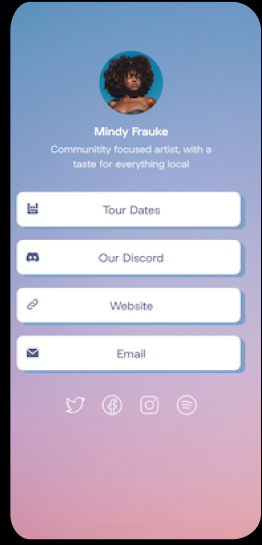 Mindy Frauke
Communitity focused artist, with a
taste for everything local
Tour Dates
Our Discord
Website
Email